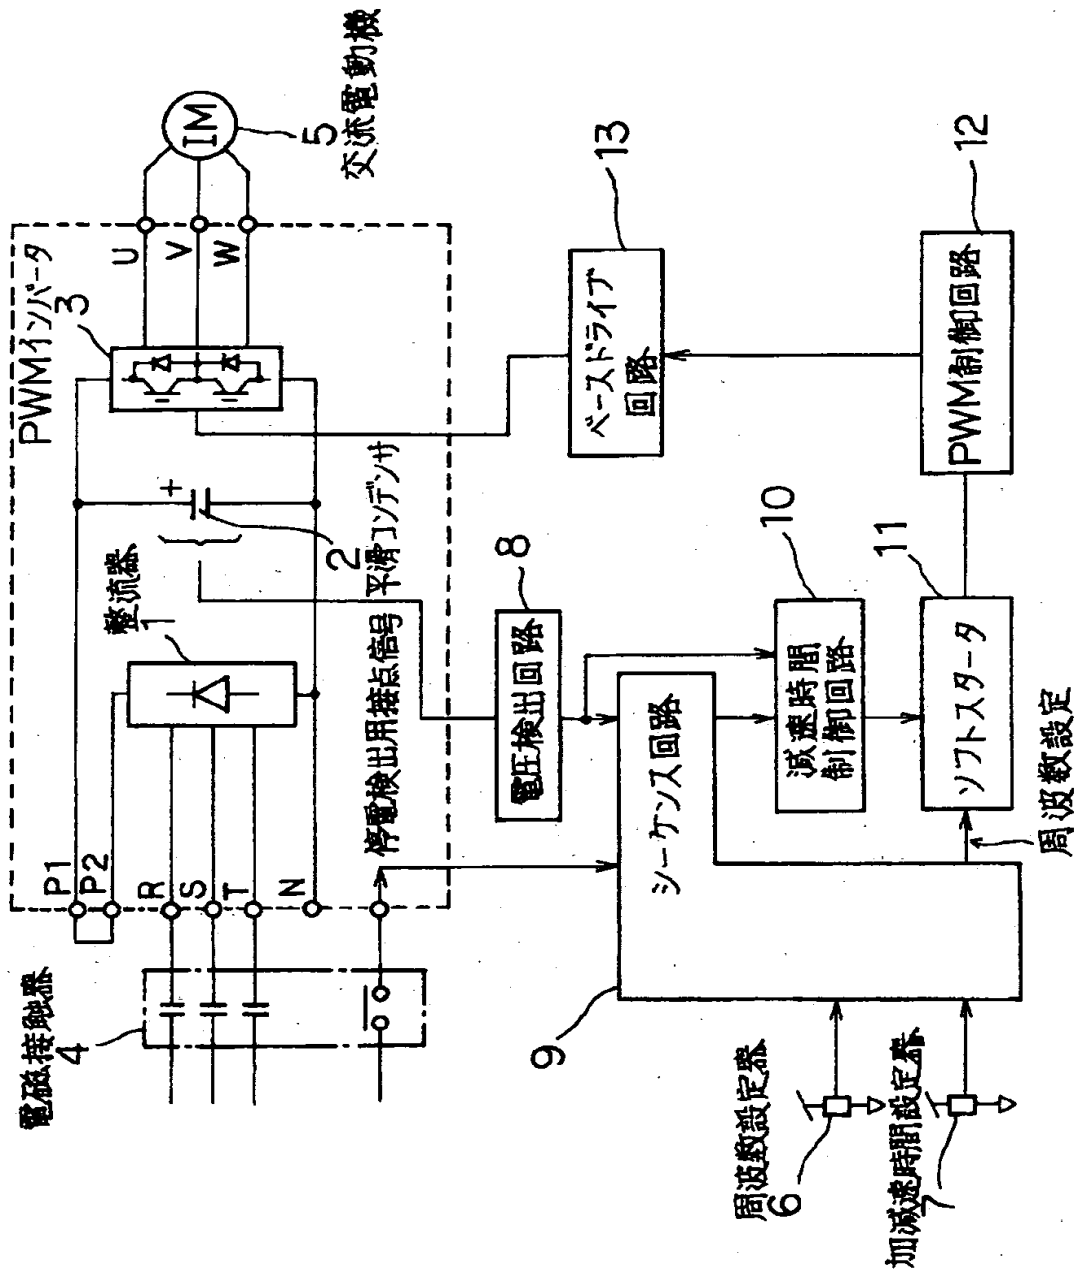 PWMインバータ
3
整流器
1
P1
P2
R
S
T
N
U
V
W
IM
5
交流電動機
+
2
平滑コンデンサ
停電検出用接点信号
電磁接触器
4
電圧検出回路
8
シーケンス回路
9
減速時間
制御回路
10
ソフトスタータ
11
周波数設定
PWM制御回路
12
ベースドライブ
回路
13
周波数設定器
6
加減速時間設定器
7